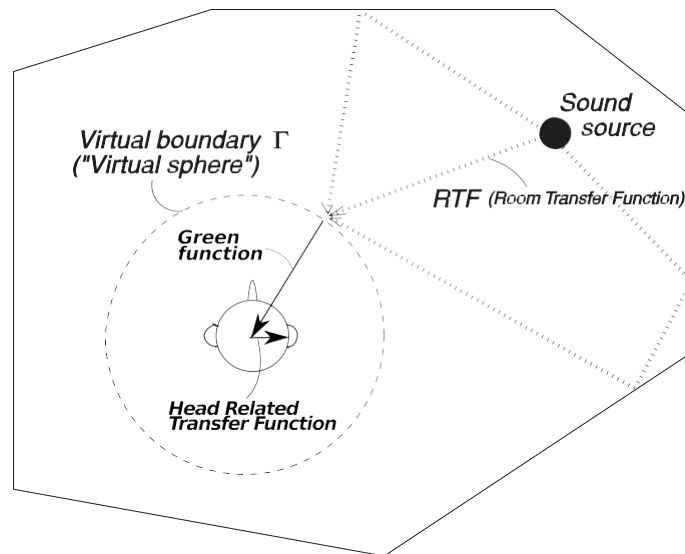 Sound
source
Virtual boundary Γ
("Virtual sphere")
RTF (Room Transfer Function)
Green
function
Head Related
Transfer Function